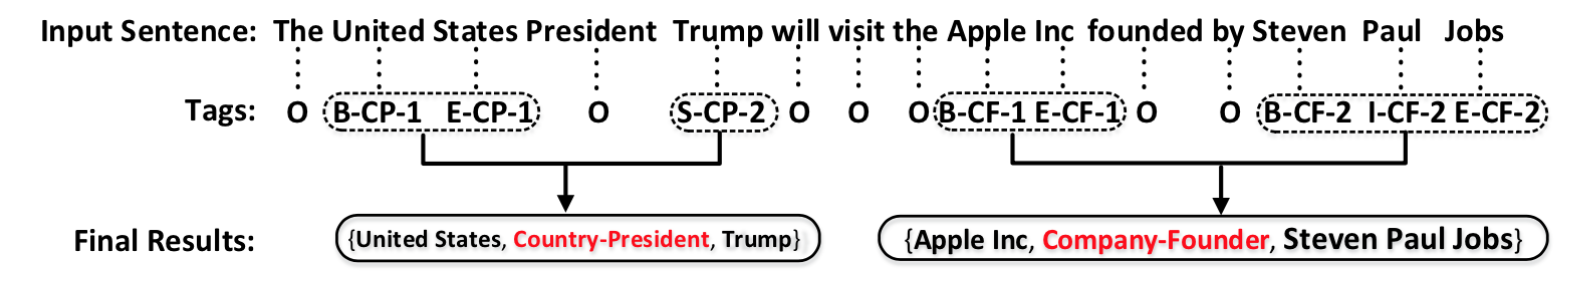 Input Sentence: The United States President Trump will visit the Apple Inc founded by Steven Paul Jobs
Tags: O B-CP-1 E-CP-1 O S-CP-2 O O O B-CF-1 E-CF-1 O O B-CF-2 I-CF-2 E-CF-2
Final Results: {United States, Country-President, Trump} {Apple Inc, Company-Founder, Steven Paul Jobs}